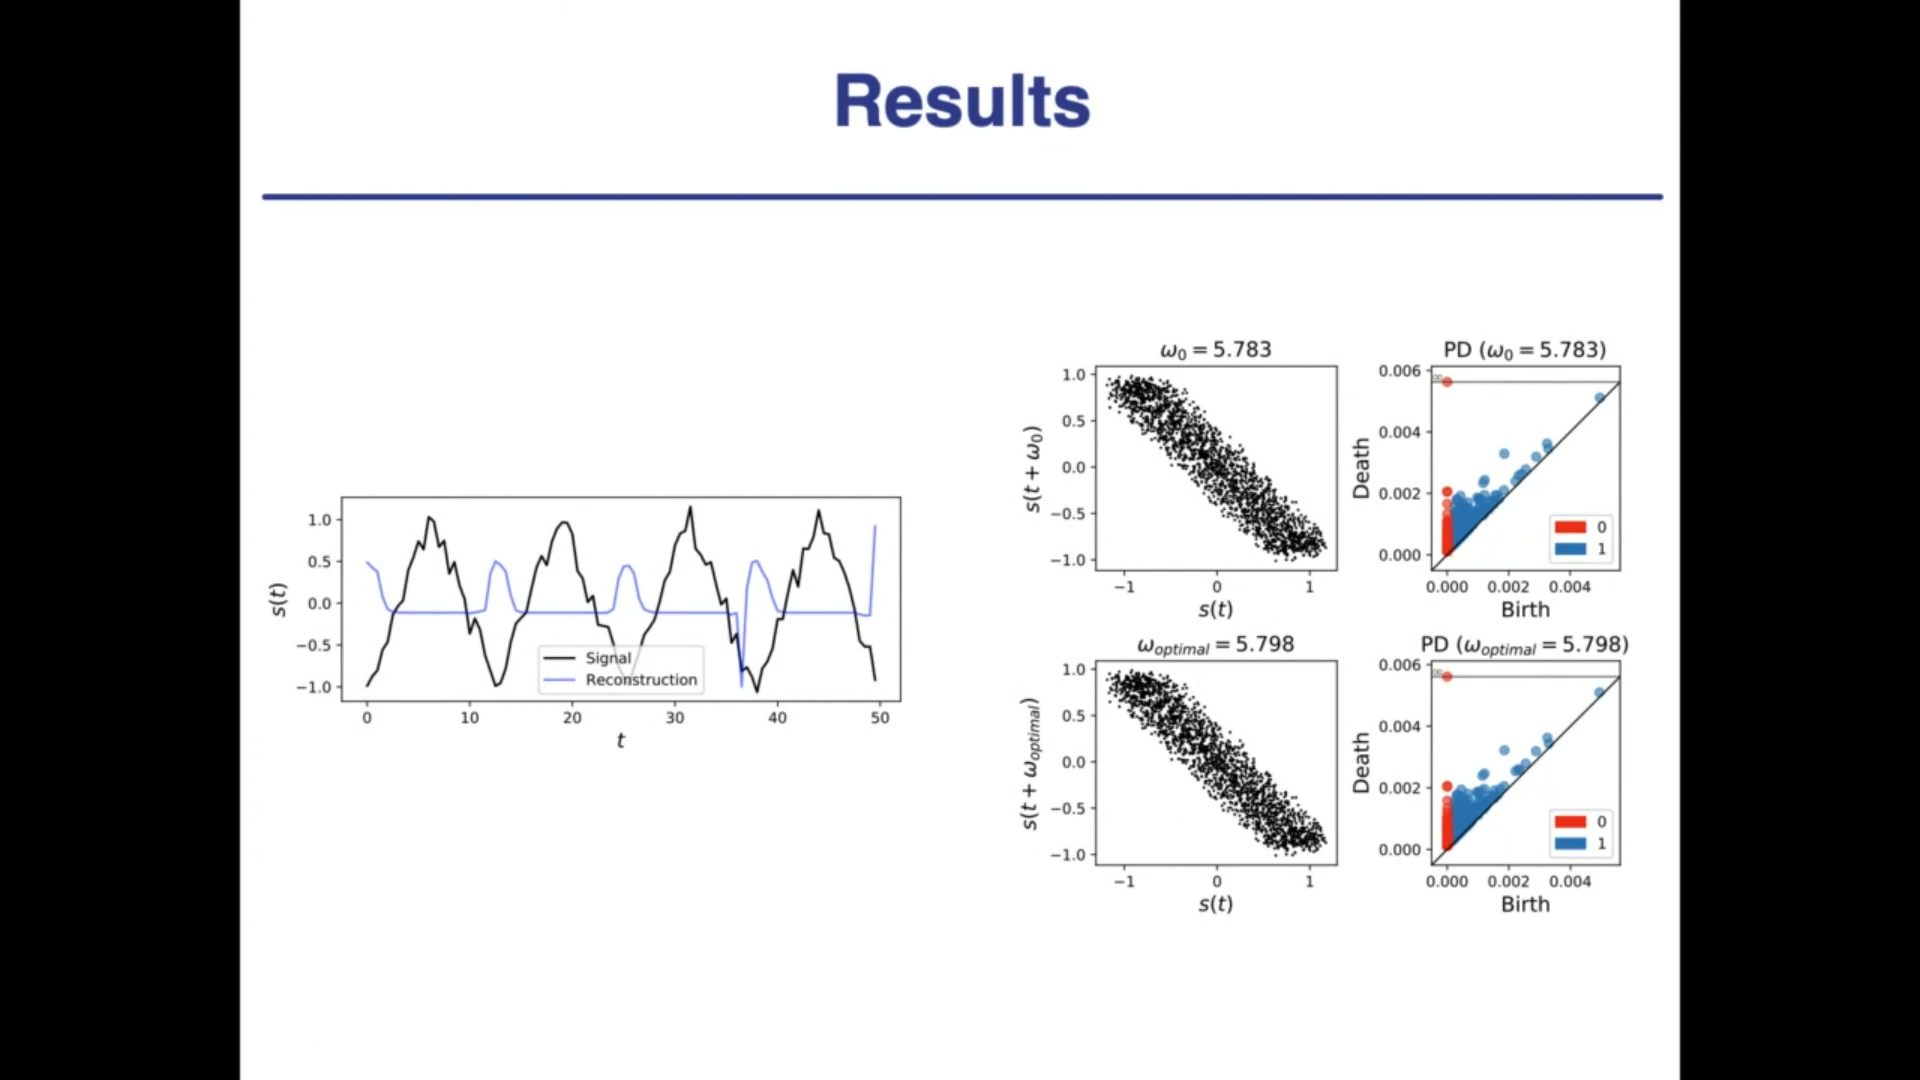 Results
s(t)
1.0
0.5
0.0
−0.5
−1.0
0 10 20 30 40 50
t
Signal
Reconstruction
ω₀ = 5.783
s(t + ω₀)
1.0
0.5
0.0
−0.5
−1.0
−1 0 1
s(t)
PD (ω₀ = 5.783)
Death
0.006
0.004
0.002
0.000
∞
0
1
0.000 0.002 0.004
Birth
ω_optimal = 5.798
s(t + ω_optimal)
1.0
0.5
0.0
−0.5
−1.0
−1 0 1
s(t)
PD (ω_optimal = 5.798)
Death
0.006
0.004
0.002
0.000
∞
0
1
0.000 0.002 0.004
Birth